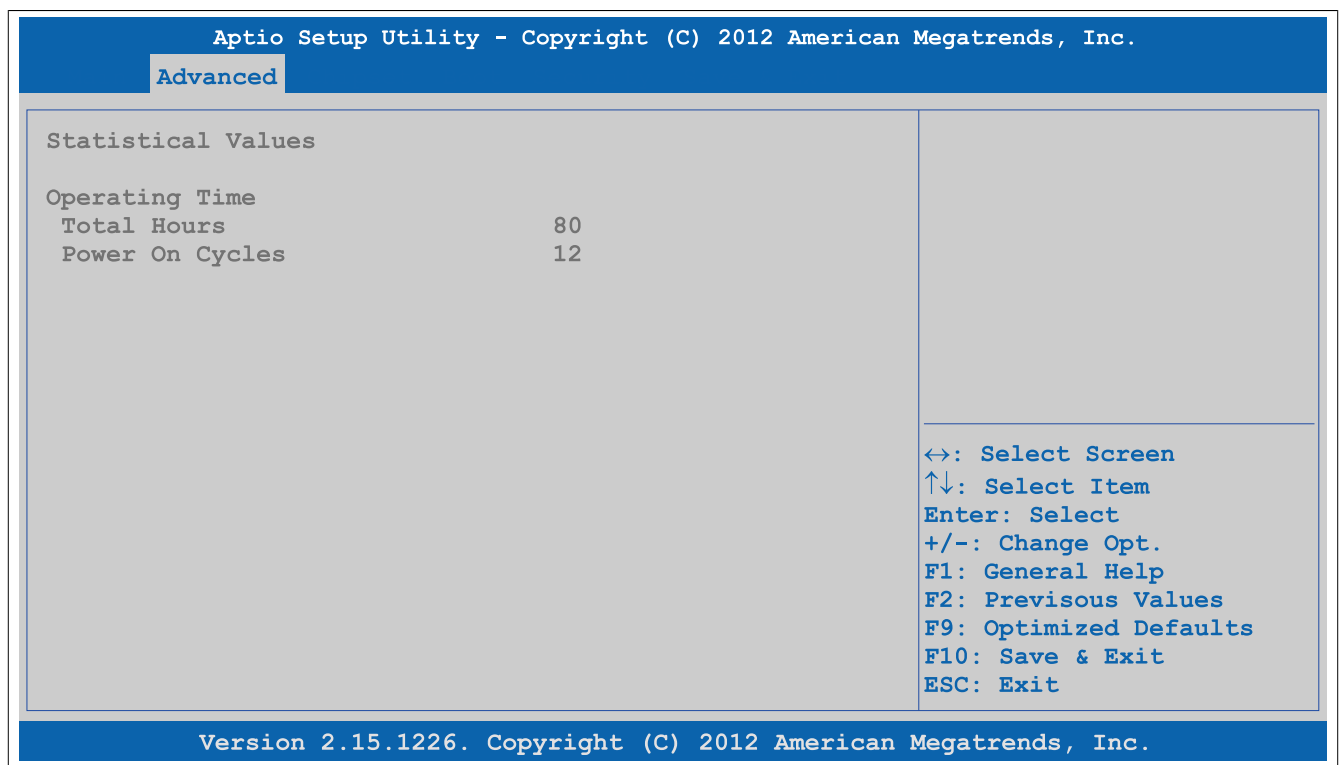 Aptio Setup Utility - Copyright (C) 2012 American Megatrends, Inc.
Advanced
Statistical Values
Operating Time
Total Hours 80
Power On Cycles 12
↔: Select Screen
↑↓: Select Item
Enter: Select
+/-: Change Opt.
F1: General Help
F2: Previsous Values
F9: Optimized Defaults
F10: Save & Exit
ESC: Exit
Version 2.15.1226. Copyright (C) 2012 American Megatrends, Inc.